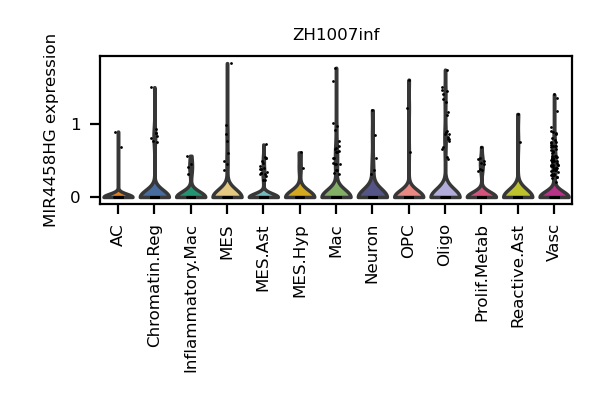 ZH1007inf
MIR4458HG expression
1
0
AC
Chromatin.Reg
Inflammatory.Mac
MES
MES.Ast
MES.Hyp
Mac
Neuron
OPC
Oligo
Prolif.Metab
Reactive.Ast
Vasc